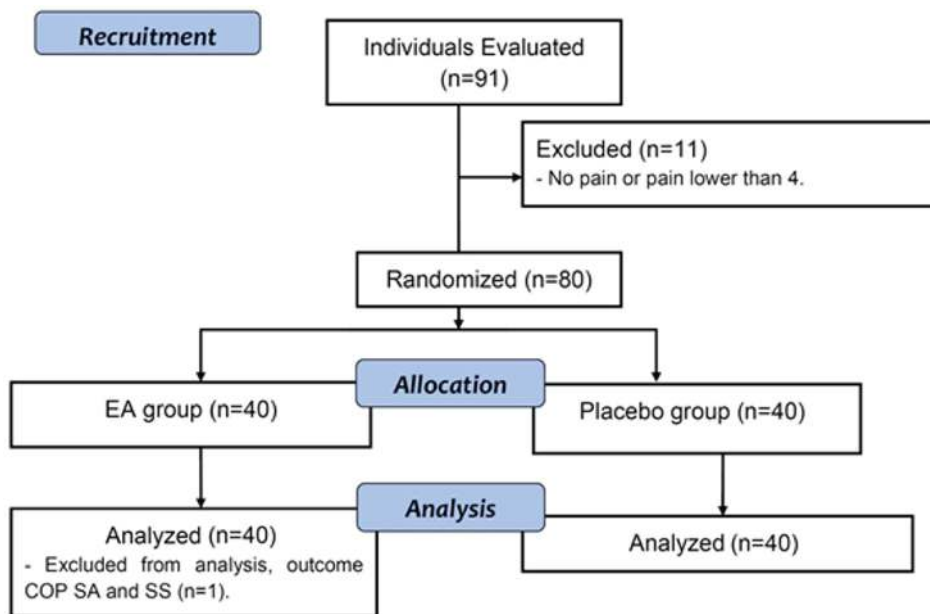 Recruitment
Individuals Evaluated
(n=91)
Excluded (n=11)
- No pain or pain lower than 4.
Randomized (n=80)
Allocation
EA group (n=40)
Placebo group (n=40)
Analysis
Analyzed (n=40)
- Excluded from analysis, outcome
COP SA and SS (n=1).
Analyzed (n=40)